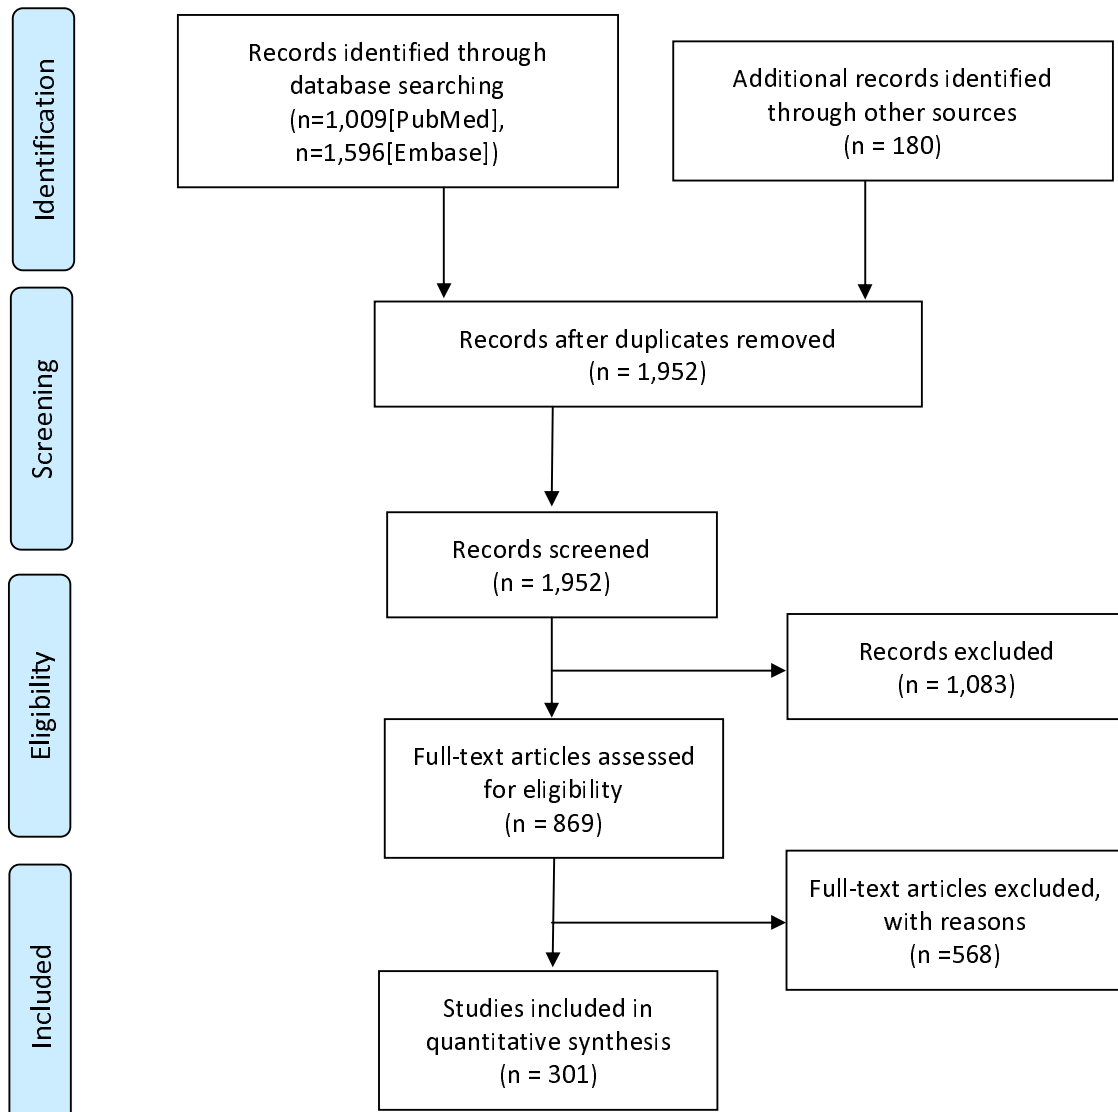 Identification
Records identified through
database searching
(n=1,009[PubMed],
n=1,596[Embase])
Additional records identified
through other sources
(n = 180)
Screening
Records after duplicates removed
(n = 1,952)
Records screened
(n = 1,952)
Eligibility
Records excluded
(n = 1,083)
Full-text articles assessed
for eligibility
(n = 869)
Included
Full-text articles excluded,
with reasons
(n =568)
Studies included in
quantitative synthesis
(n = 301)